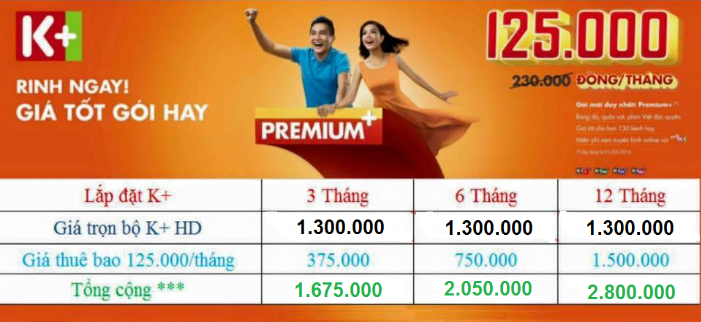 K+
125.000
230.000 ĐỒNG/THÁNG
RINH NGAY!
GIÁ TỐT GÓI HAY
PREMIUM+
Gói mới duy nhất: Premium+(*)
Bóng đá, quần vợt, phim Việt độc quyền
Giá tốt cho hơn 130 kênh hay
Miễn phí xem truyền hình online với
Lắp đặt K+ 3 Tháng 6 Tháng 12 Tháng
Giá trọn bộ K+ HD 1.300.000 1.300.000 1.300.000
Giá thuê bao 125.000/tháng 375.000 750.000 1.500.000
Tổng cộng *** 1.675.000 2.050.000 2.800.000